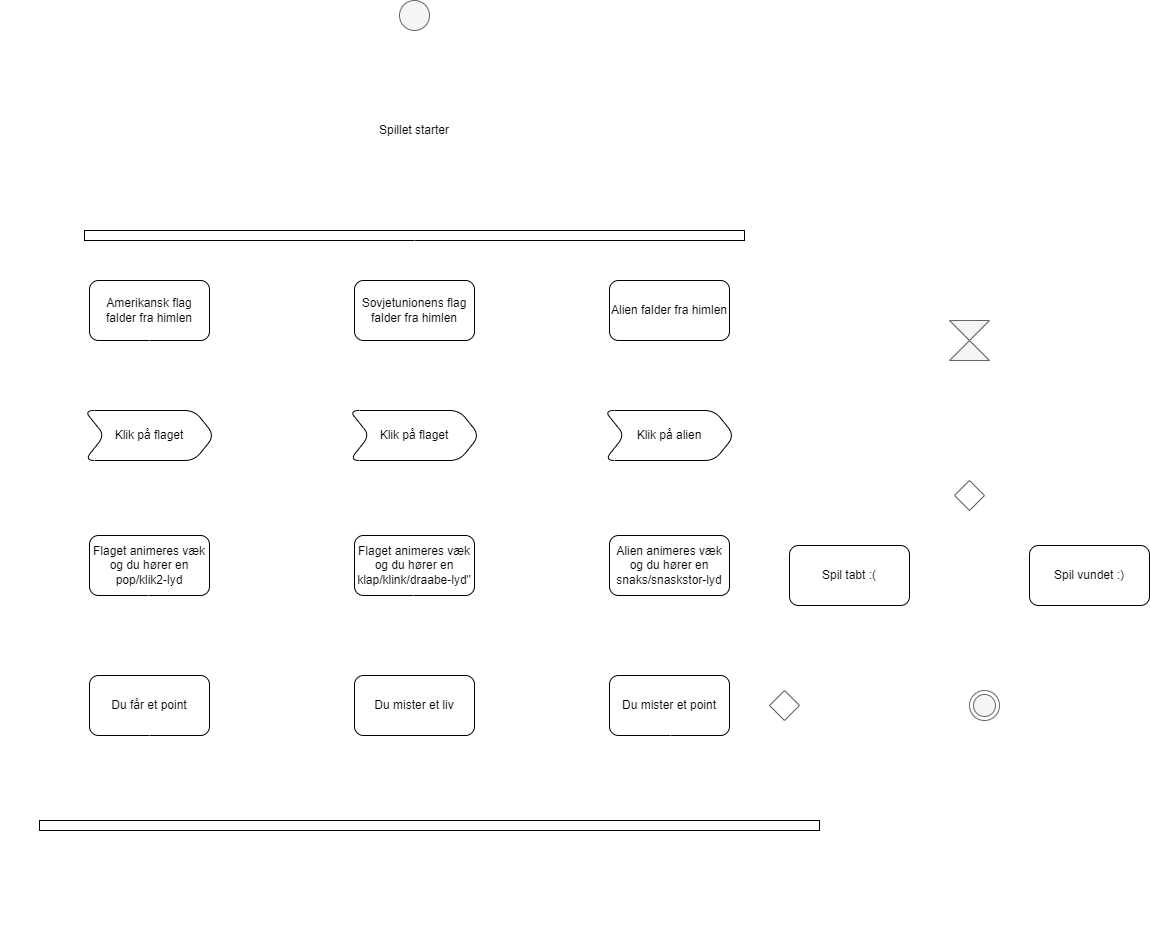 Spillet starter
Amerikansk flag
falder fra himlen
Sovjetunionens flag
falder fra himlen
Alien falder fra himlen
Klik på flaget
Klik på flaget
Klik på alien
Flaget animeres væk
og du hører en
pop/klik2-lyd
Flaget animeres væk
og du hører en
klap/klink/draabe-lyd"
Alien animeres væk
og du hører en
snaks/snaskstor-lyd
Spil tabt :(
Spil vundet :)
Du får et point
Du mister et liv
Du mister et point